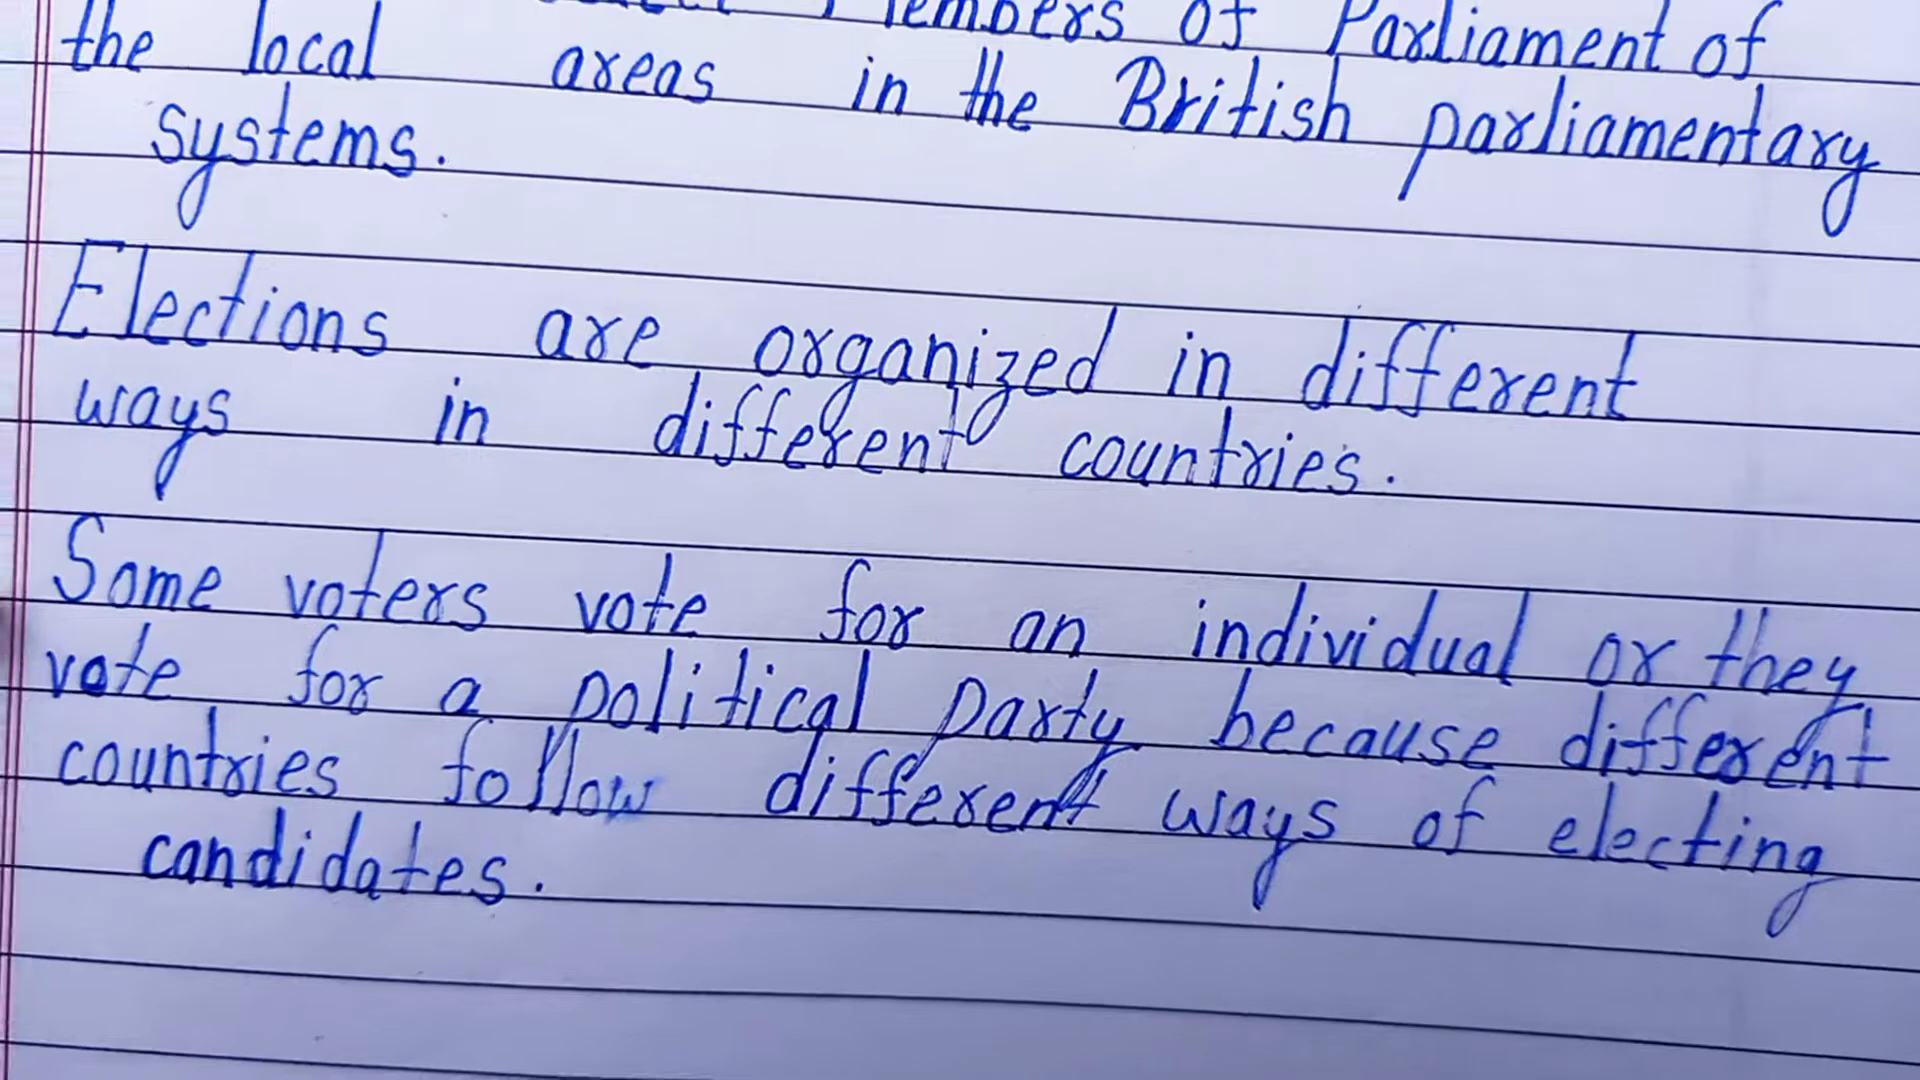 Members of Parliament of
the local areas in the British parliamentary
systems.
Elections are organized in different
ways in different countries.
Some voters vote for an individual or they
vote for a political party because different
countries follow different ways of electing
candidates.